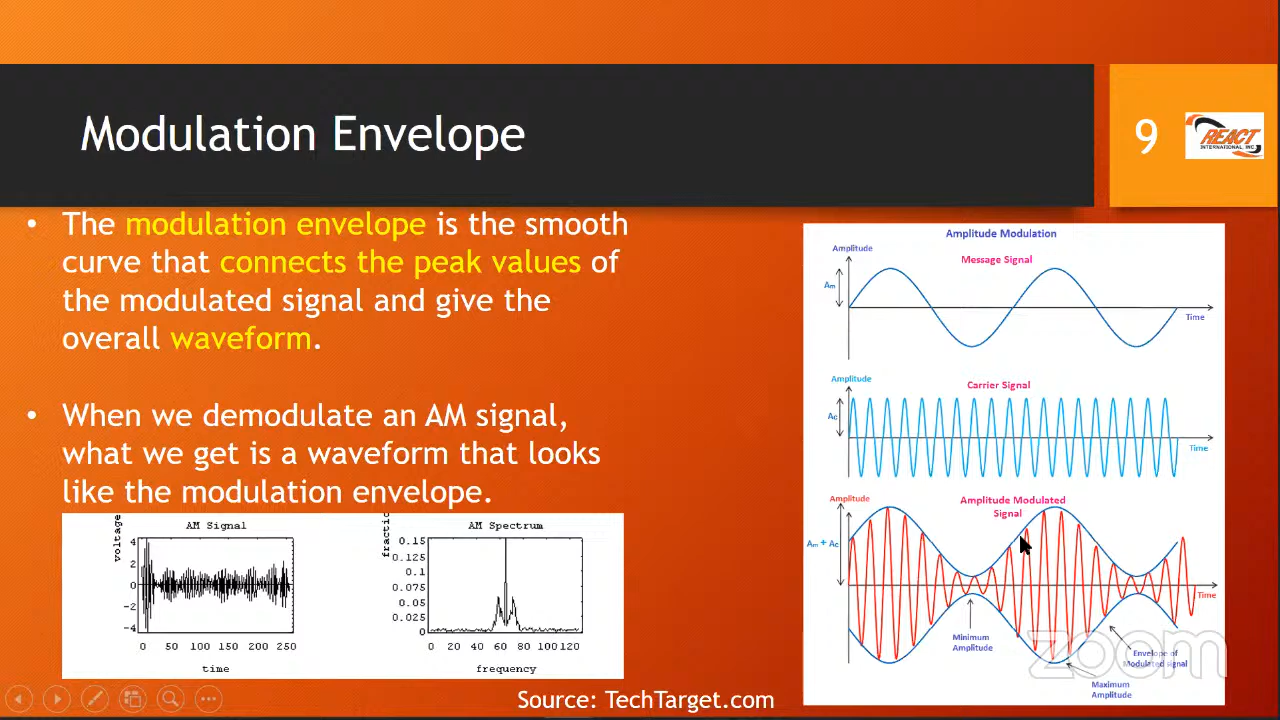 Modulation Envelope
9
REACT
INTERNATIONAL INC.
• The modulation envelope is the smooth
curve that connects the peak values of
the modulated signal and give the
overall waveform.
• When we demodulate an AM signal,
what we get is a waveform that looks
like the modulation envelope.
AM Signal
voltage
4
2
0
-2
-4
0 50 100 150 200 250
time
AM Spectrum
fractio
0.15
0.125
0.1
0.075
0.05
0.025
0
0 20 40 60 80 100 120
frequency
Source: TechTarget.com
Amplitude Modulation
Amplitude
Message Signal
Am
Time
Amplitude
Carrier Signal
Ac
Time
Amplitude
Amplitude Modulated
Signal
Am + Ac
Time
Minimum
Amplitude
Envelope of
Modulated signal
Maximum
Amplitude
zoom